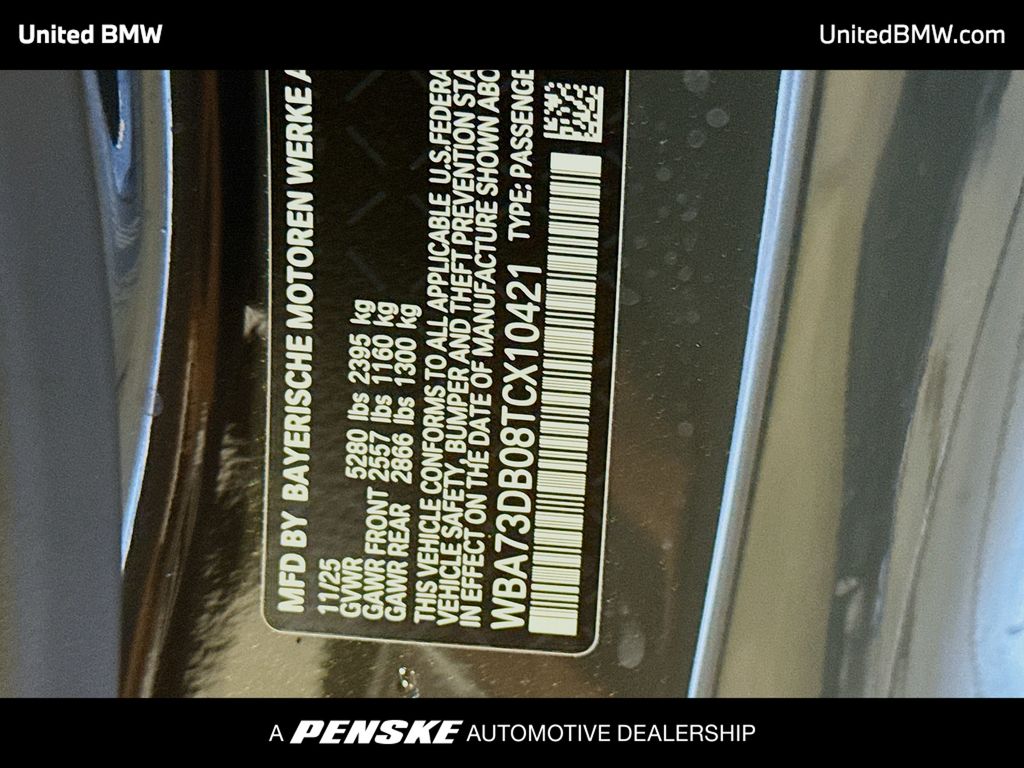 United BMW
UnitedBMW.com
MFD BY BAYERISCHE MOTOREN WERKE A
11/25
GVWR 5280 lbs 2395 kg
GAWR FRONT 2557 lbs 1160 kg
GAWR REAR 2866 lbs 1300 kg
THIS VEHICLE CONFORMS TO ALL APPLICABLE U.S.FEDERA
VEHICLE SAFETY, BUMPER AND THEFT PREVENTION STA
IN EFFECT ON THE DATE OF MANUFACTURE SHOWN ABO
WBA73DB08TCX10421 TYPE: PASSENGE
A PENSKE AUTOMOTIVE DEALERSHIP